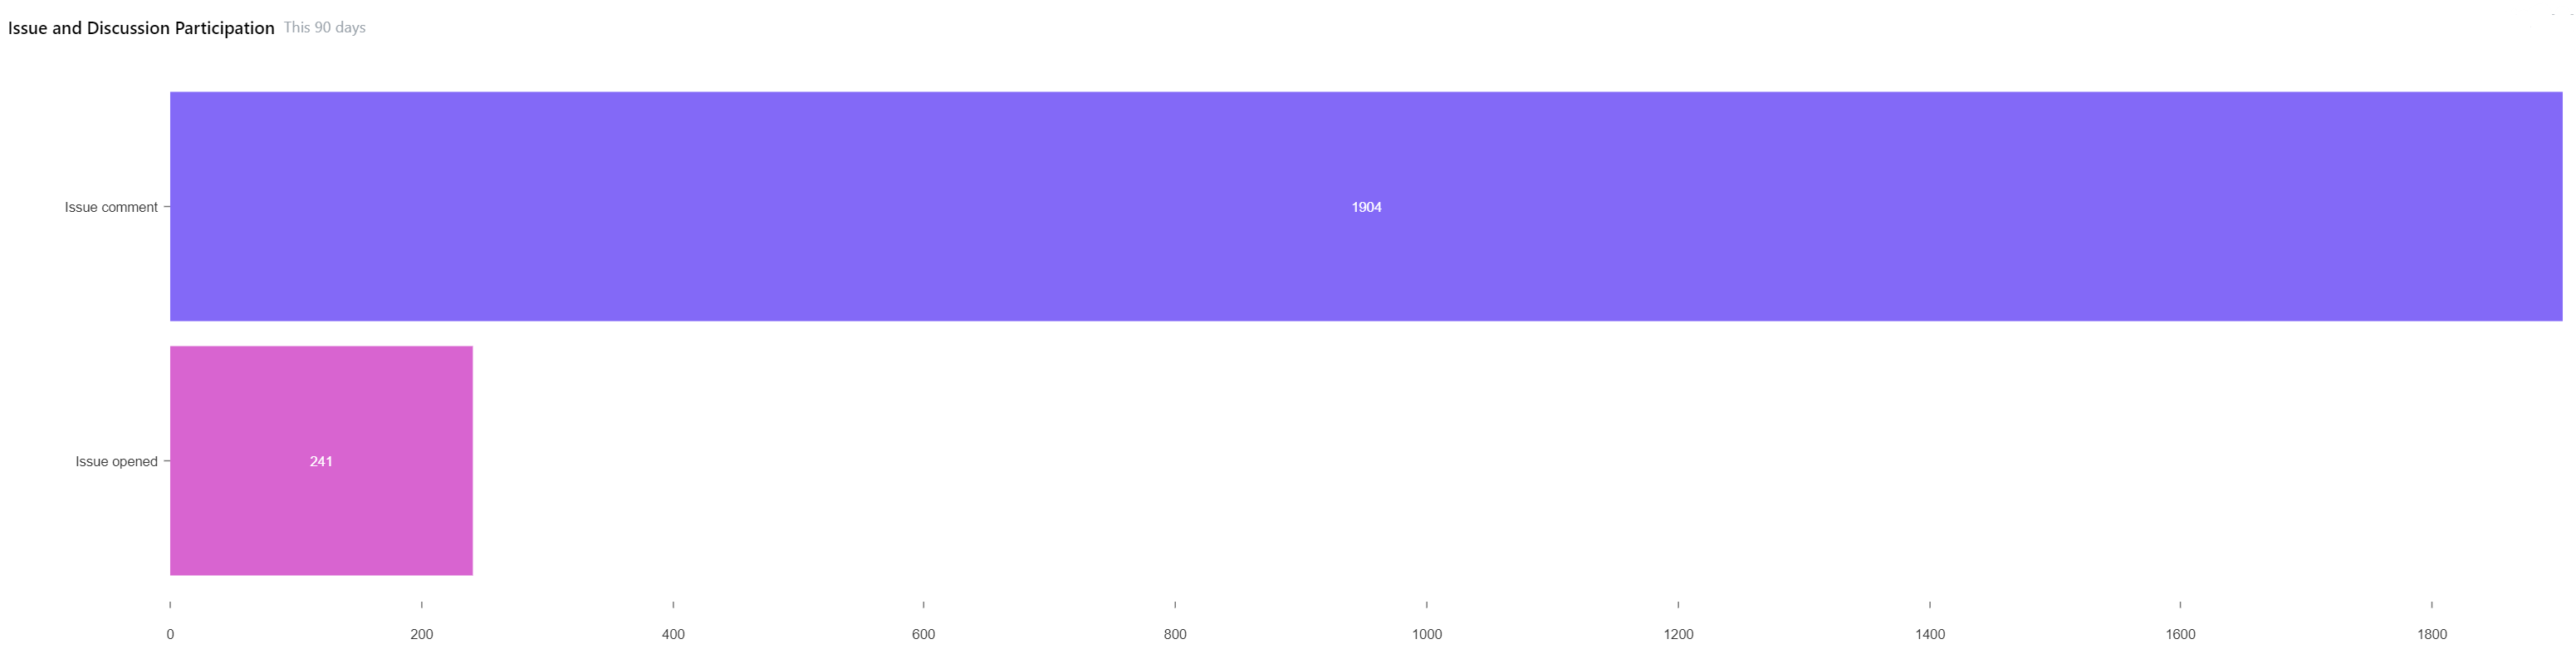 Issue and Discussion Participation This 90 days
Issue comment
1904
Issue opened
241
0 200 400 600 800 1000 1200 1400 1600 1800